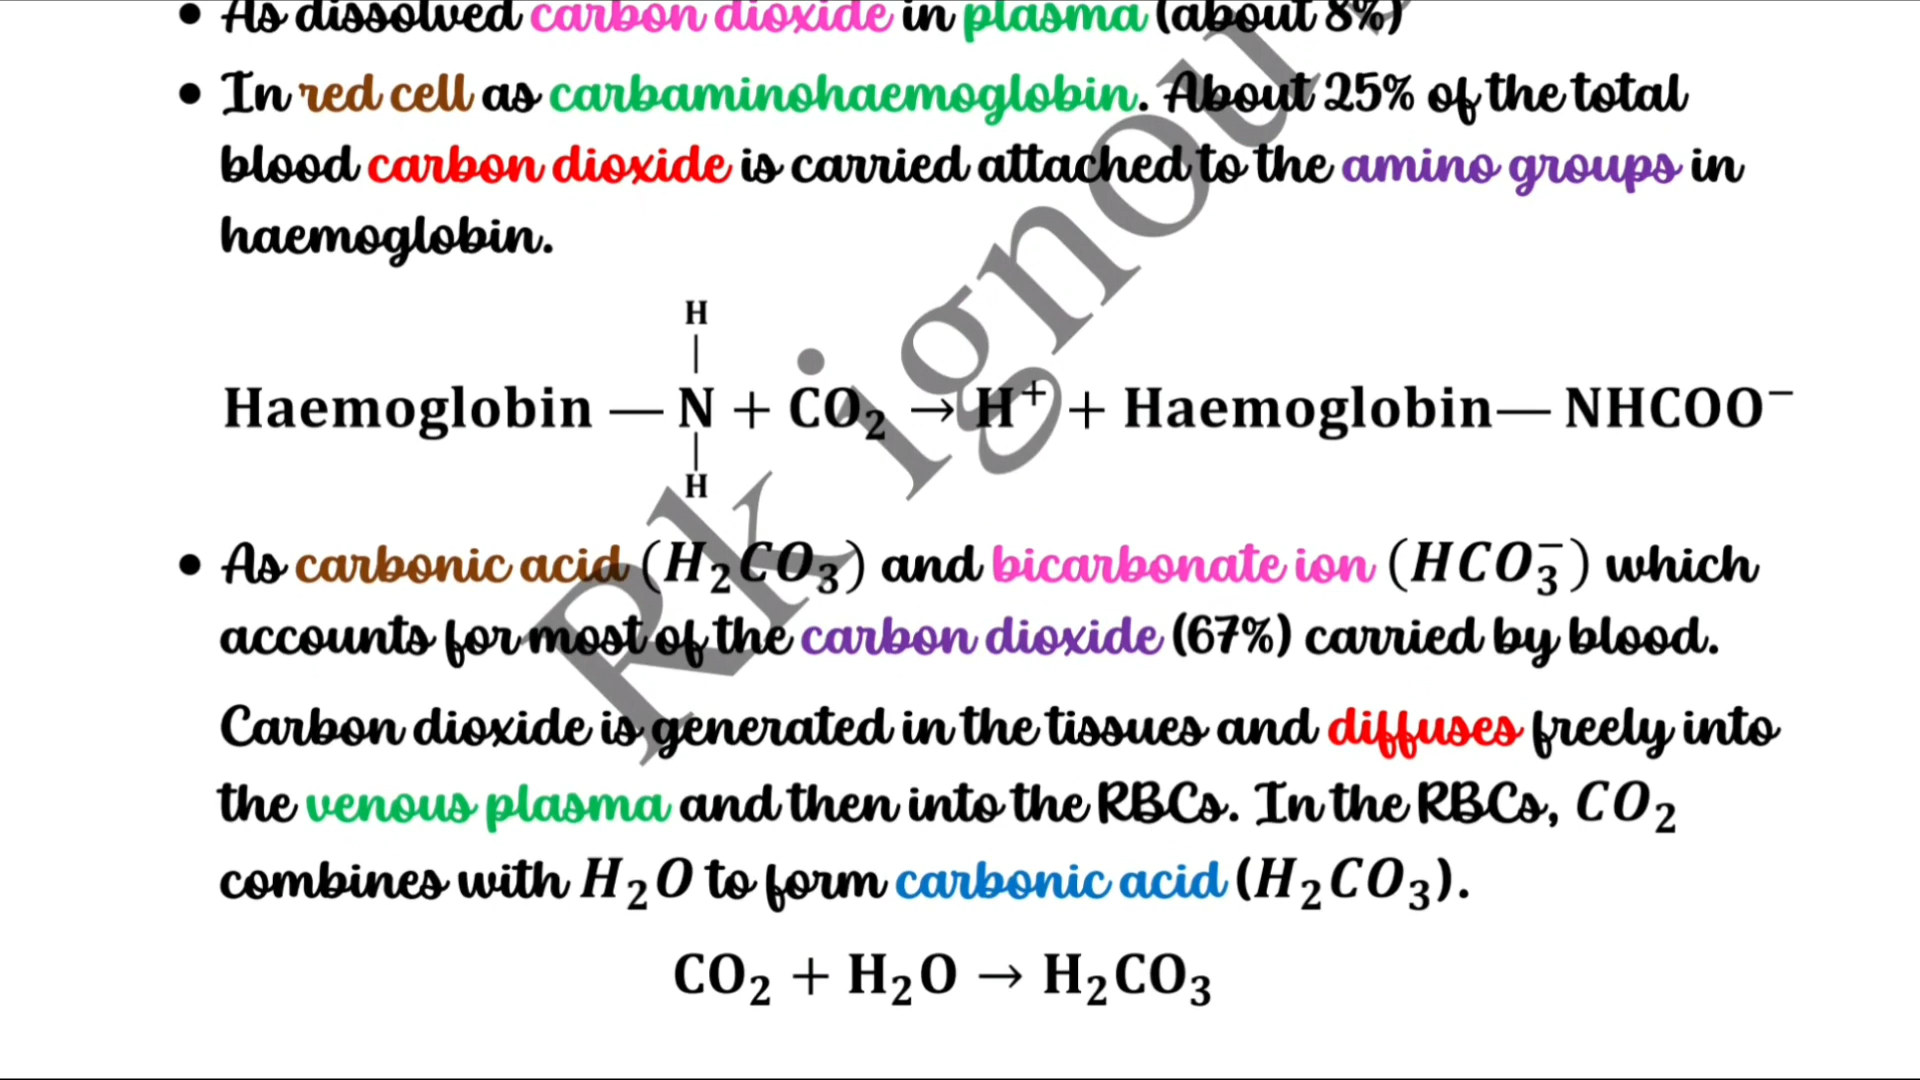 • As dissolved carbon dioxide in plasma (about 8%)
• In red cell as carbaminohaemoglobin. About 25% of the total
blood carbon dioxide is carried attached to the amino groups in
haemoglobin.
H
|
Haemoglobin — N + CO₂ → H⁺ + Haemoglobin— NHCOO⁻
|
H
• As carbonic acid (H₂CO₃) and bicarbonate ion (HCO₃⁻) which
accounts for most of the carbon dioxide (67%) carried by blood.
Carbon dioxide is generated in the tissues and diffuses freely into
the venous plasma and then into the RBCs. In the RBCs, CO₂
combines with H₂O to form carbonic acid (H₂CO₃).
CO₂ + H₂O → H₂CO₃
Rk ignou